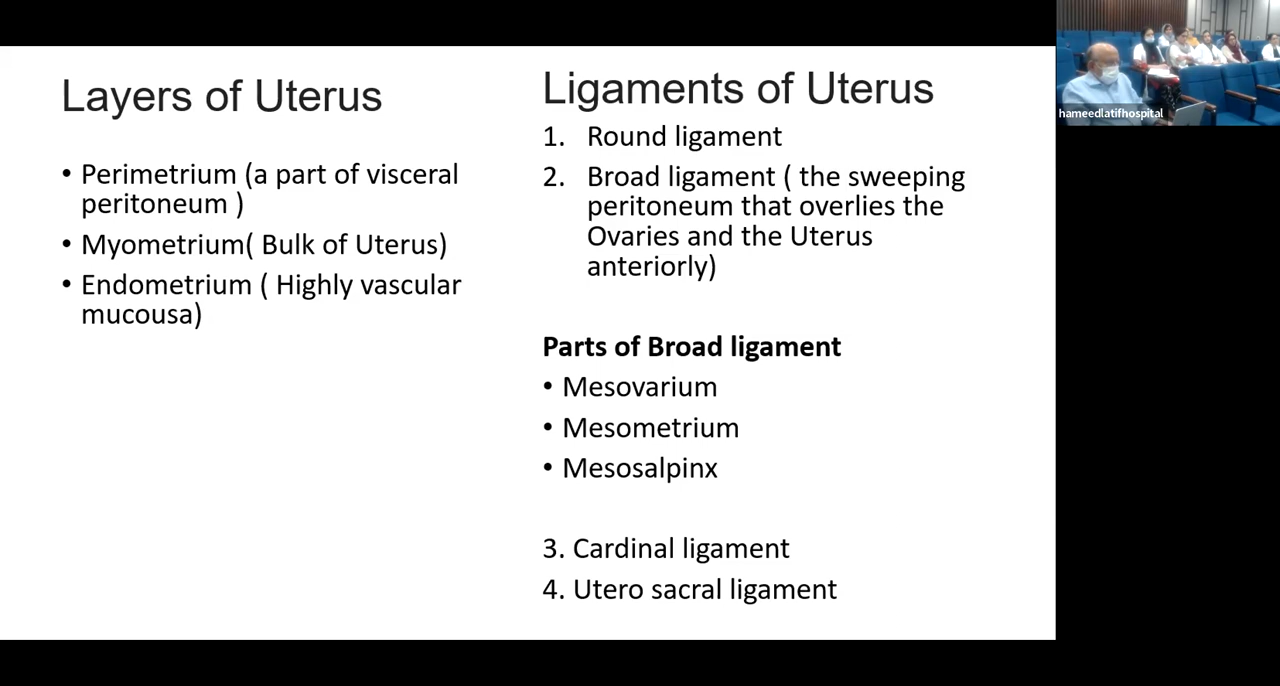 Layers of Uterus
• Perimetrium (a part of visceral
peritoneum )
• Myometrium( Bulk of Uterus)
• Endometrium ( Highly vascular
mucousa)
Ligaments of Uterus
1. Round ligament
2. Broad ligament ( the sweeping
peritoneum that overlies the
Ovaries and the Uterus
anteriorly)
Parts of Broad ligament
• Mesovarium
• Mesometrium
• Mesosalpinx
3. Cardinal ligament
4. Utero sacral ligament
hameedlatifhospital